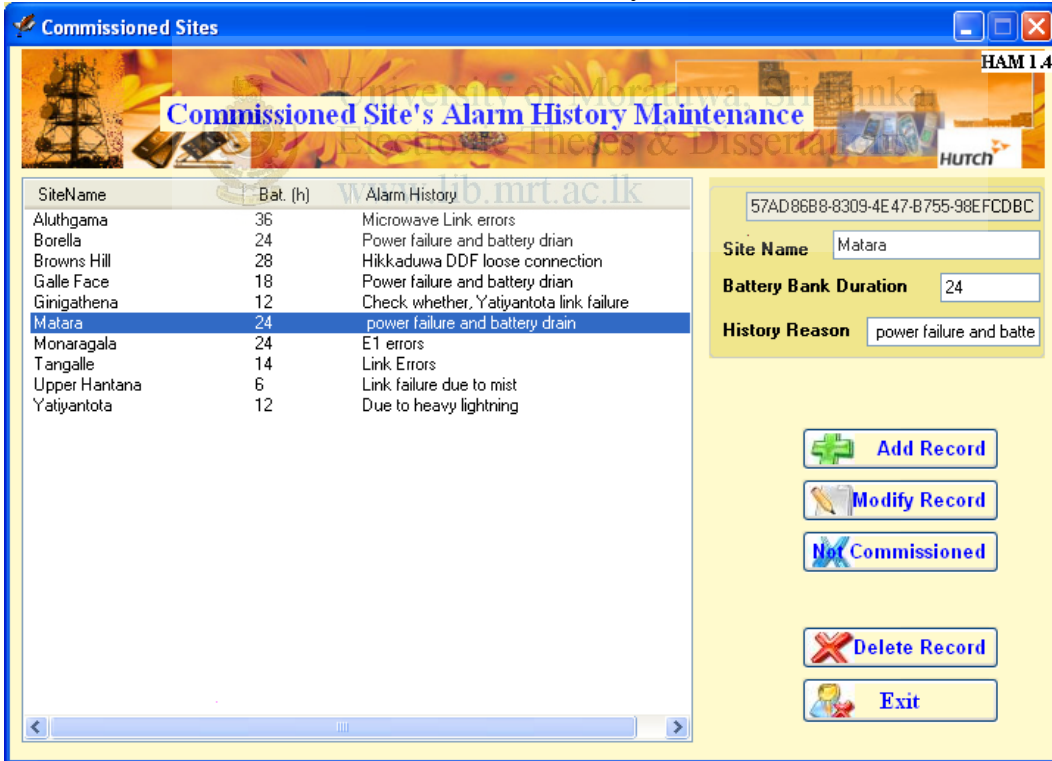 Commissioned Sites
HAM 1.4
University of Moratuwa, Sri Lanka.
Commissioned Site's Alarm History Maintenance
Electronic Theses & Dissertations
HUTCH
www.lib.mrt.ac.lk
SiteName Bat. (h) Alarm History
Aluthgama 36 Microwave Link errors
Borella 24 Power failure and battery drian
Browns Hill 28 Hikkaduwa DDF loose connection
Galle Face 18 Power failure and battery drian
Ginigathena 12 Check whether, Yatiyantota link failure
Matara 24 power failure and battery drain
Monaragala 24 E1 errors
Tangalle 14 Link Errors
Upper Hantana 6 Link failure due to mist
Yatiyantota 12 Due to heavy lightning
57AD86B8-8309-4E47-B755-98EFCDBC
Site Name Matara
Battery Bank Duration 24
History Reason power failure and batte
Add Record
Modify Record
Not Commissioned
Delete Record
Exit